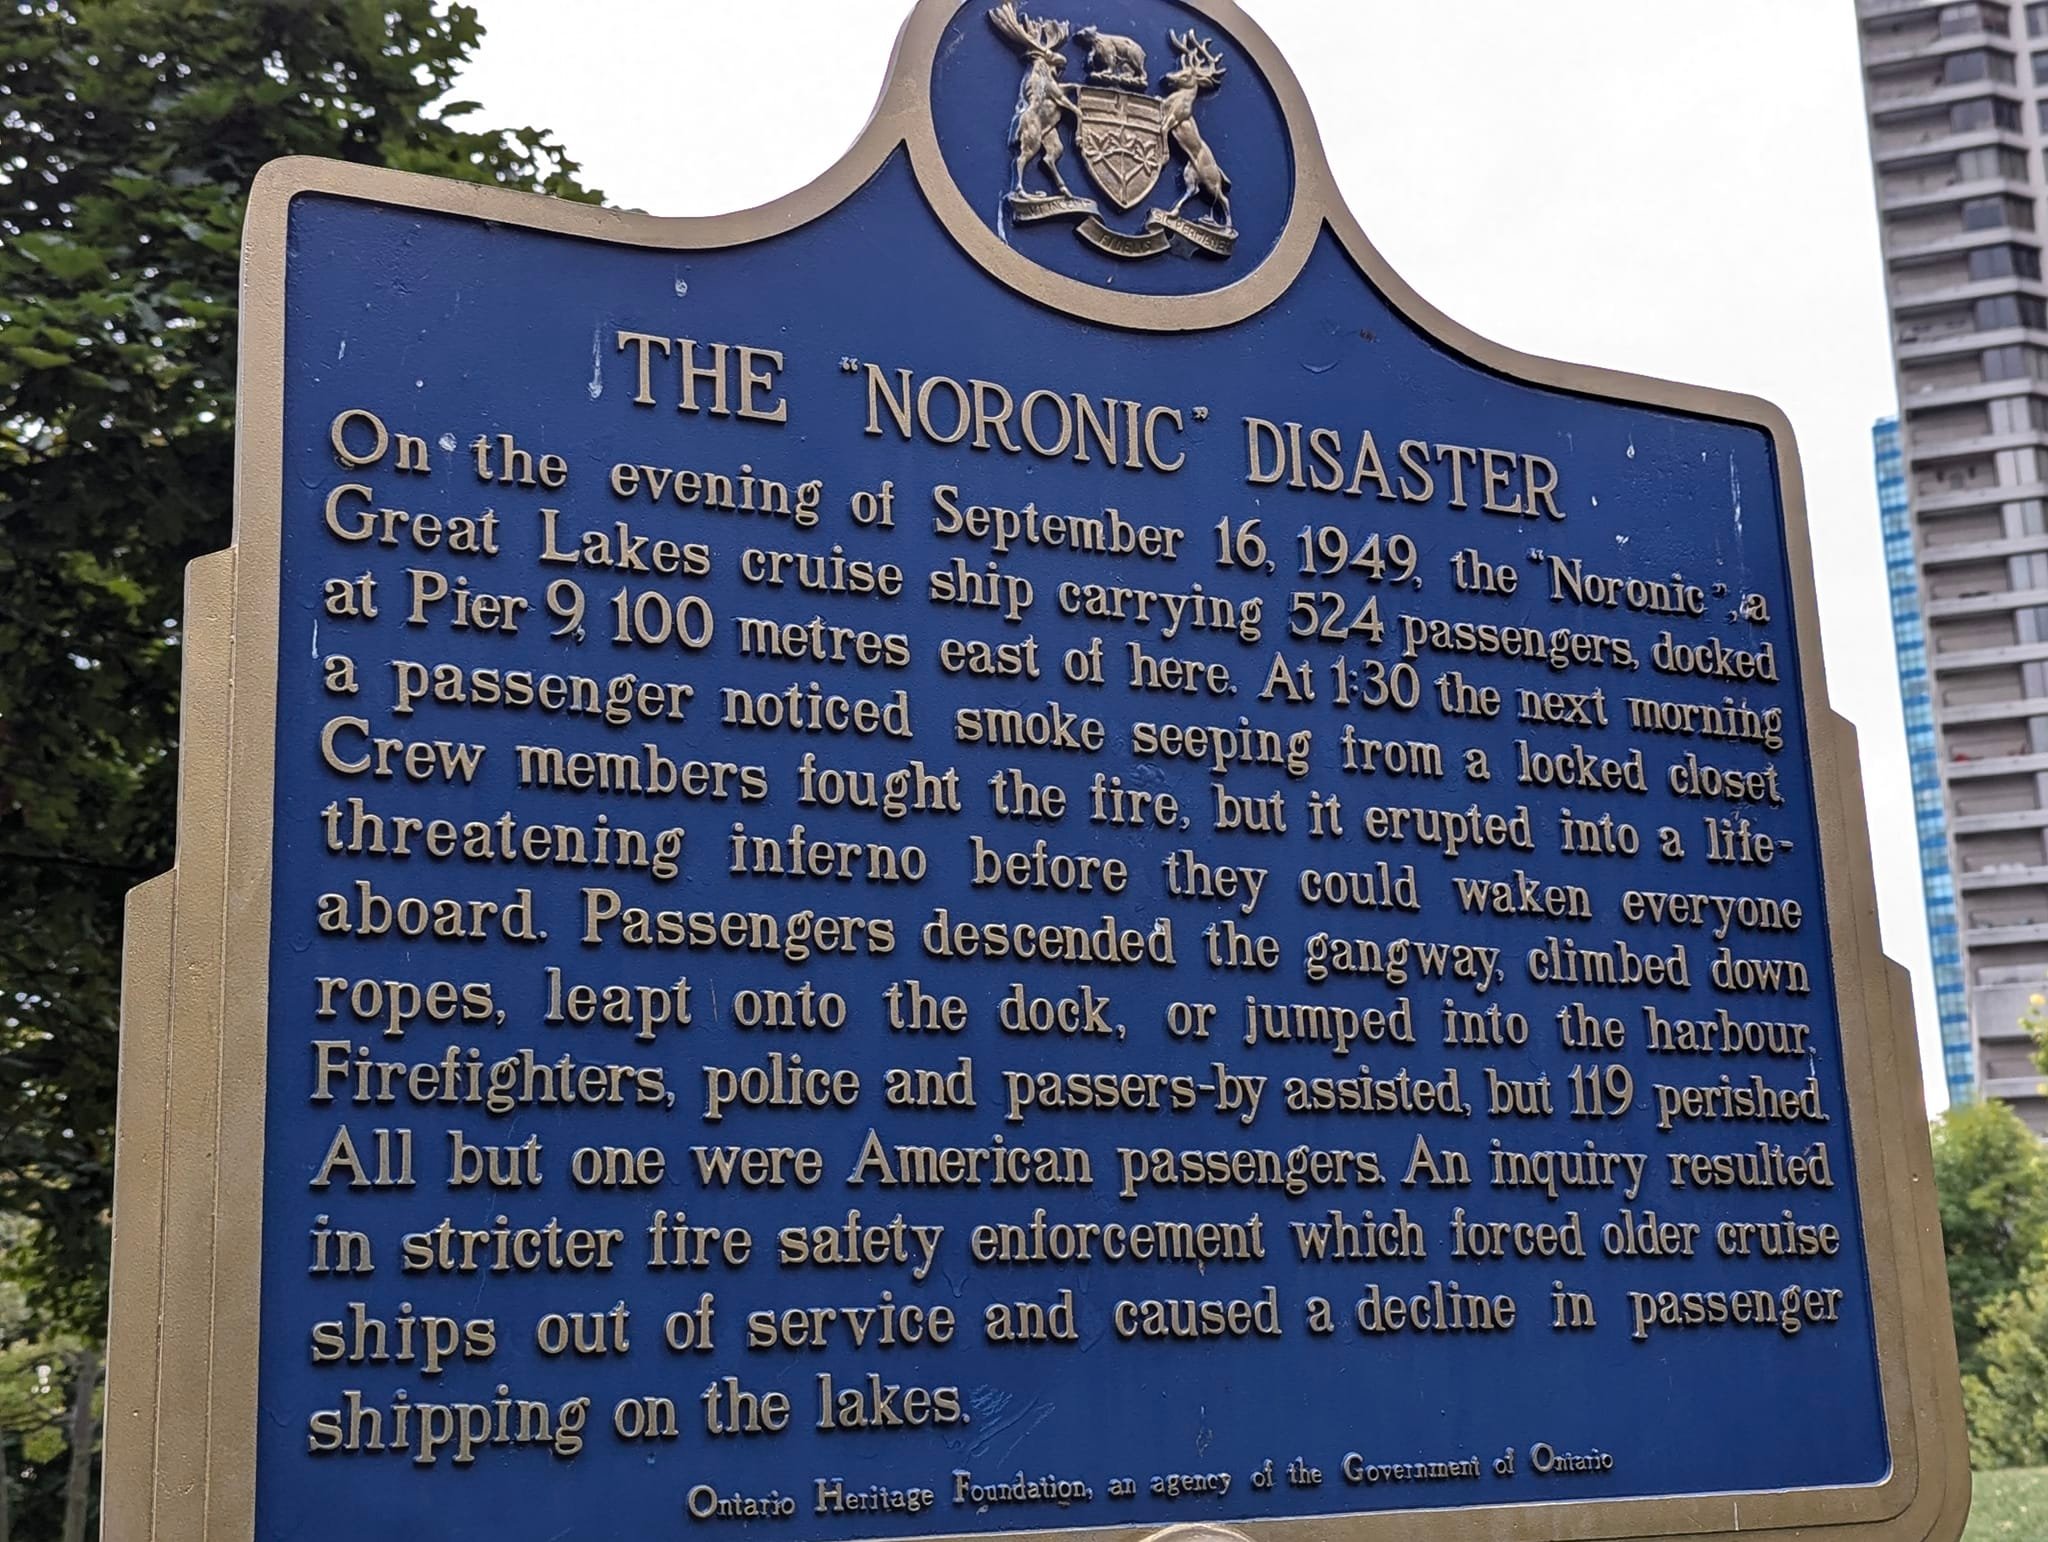 THE "NORONIC" DISASTER
On the evening of September 16, 1949, the "Noronic", a
Great Lakes cruise ship carrying 524 passengers, docked
at Pier 9, 100 metres east of here. At 1:30 the next morning
a passenger noticed smoke seeping from a locked closet.
Crew members fought the fire, but it erupted into a life-
threatening inferno before they could waken everyone
aboard. Passengers descended the gangway, climbed down
ropes, leapt onto the dock, or jumped into the harbour.
Firefighters, police and passers-by assisted, but 119 perished.
All but one were American passengers. An inquiry resulted
in stricter fire safety enforcement which forced older cruise
ships out of service and caused a decline in passenger
shipping on the lakes.
Ontario Heritage Foundation, an agency of the Government of Ontario